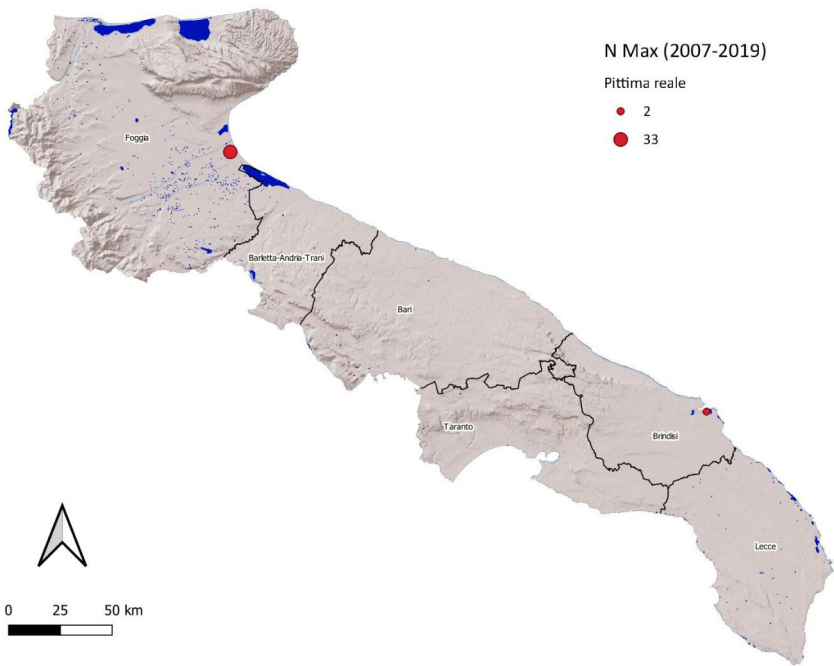 N Max (2007-2019)
Pittima reale
2
33
Foggia
Barletta-Andria-Trani
Bari
Taranto
Brindisi
Lecce
0 25 50 km